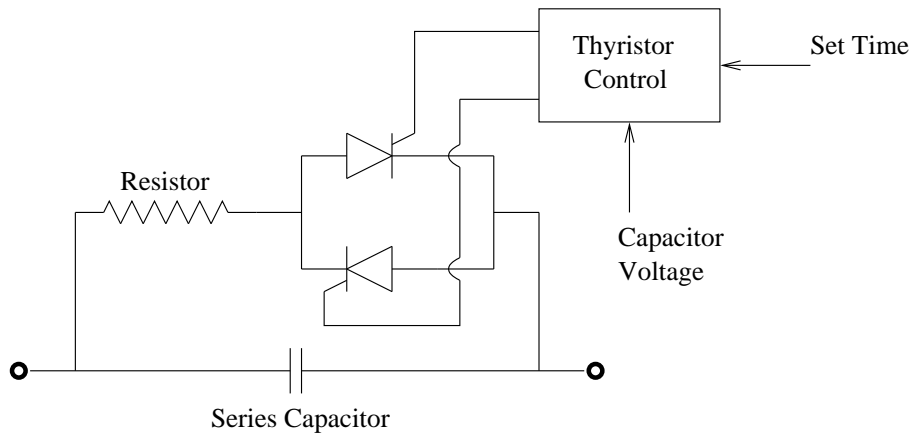 Thyristor
Control
Set Time
Resistor
Capacitor
Voltage
Series Capacitor